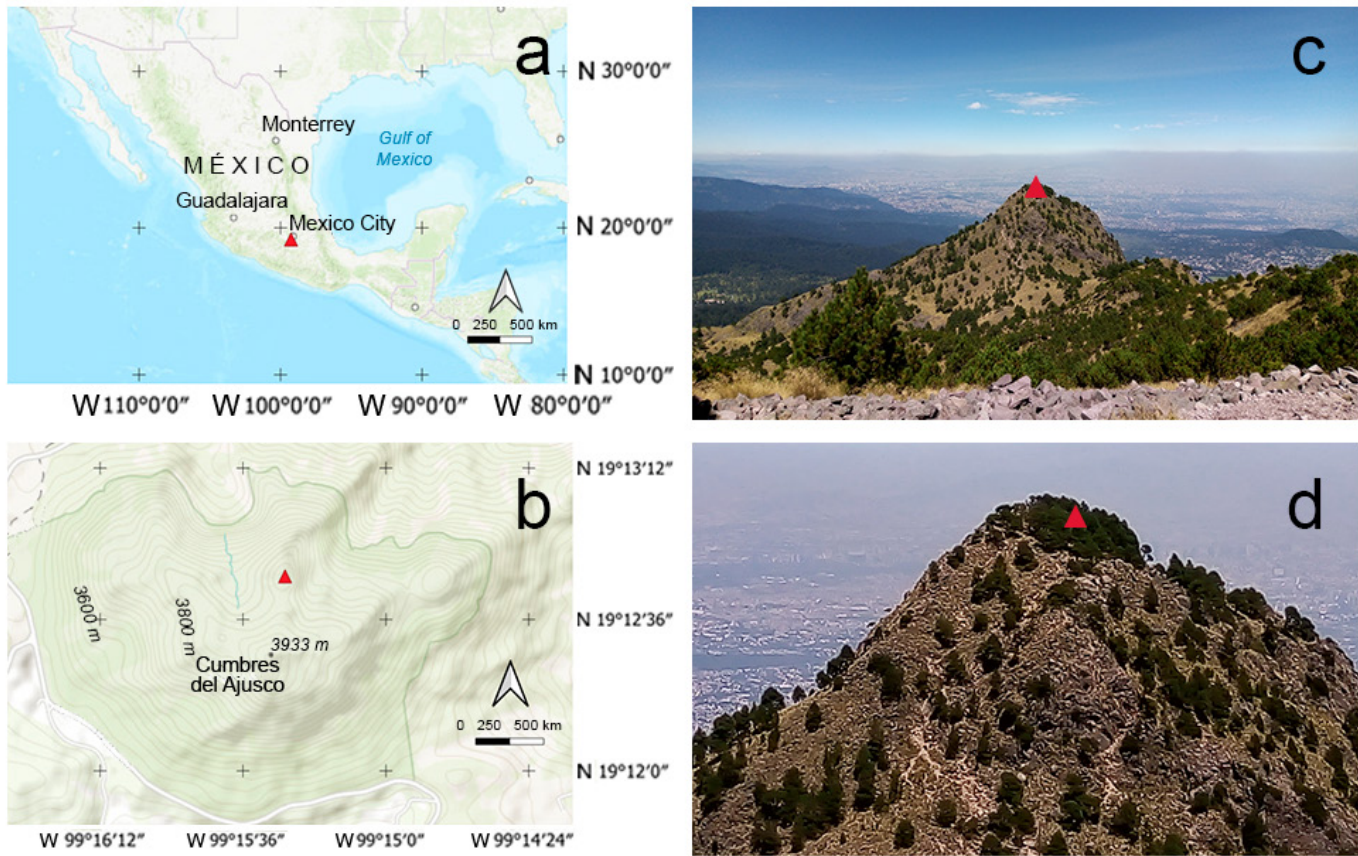 a
N 30°0'0"
Monterrey
Gulf of
Mexico
MÉXICO
Guadalajara
Mexico City
N 20°0'0"
0 250 500 km
N 10°0'0"
W 110°0'0" W 100°0'0" W 90°0'0" W 80°0'0"
c
b
N 19°13'12"
3600 m
3800 m
N 19°12'36"
3933 m
Cumbres
del Ajusco
0 250 500 km
N 19°12'0"
W 99°16'12" W 99°15'36" W 99°15'0" W 99°14'24"
d